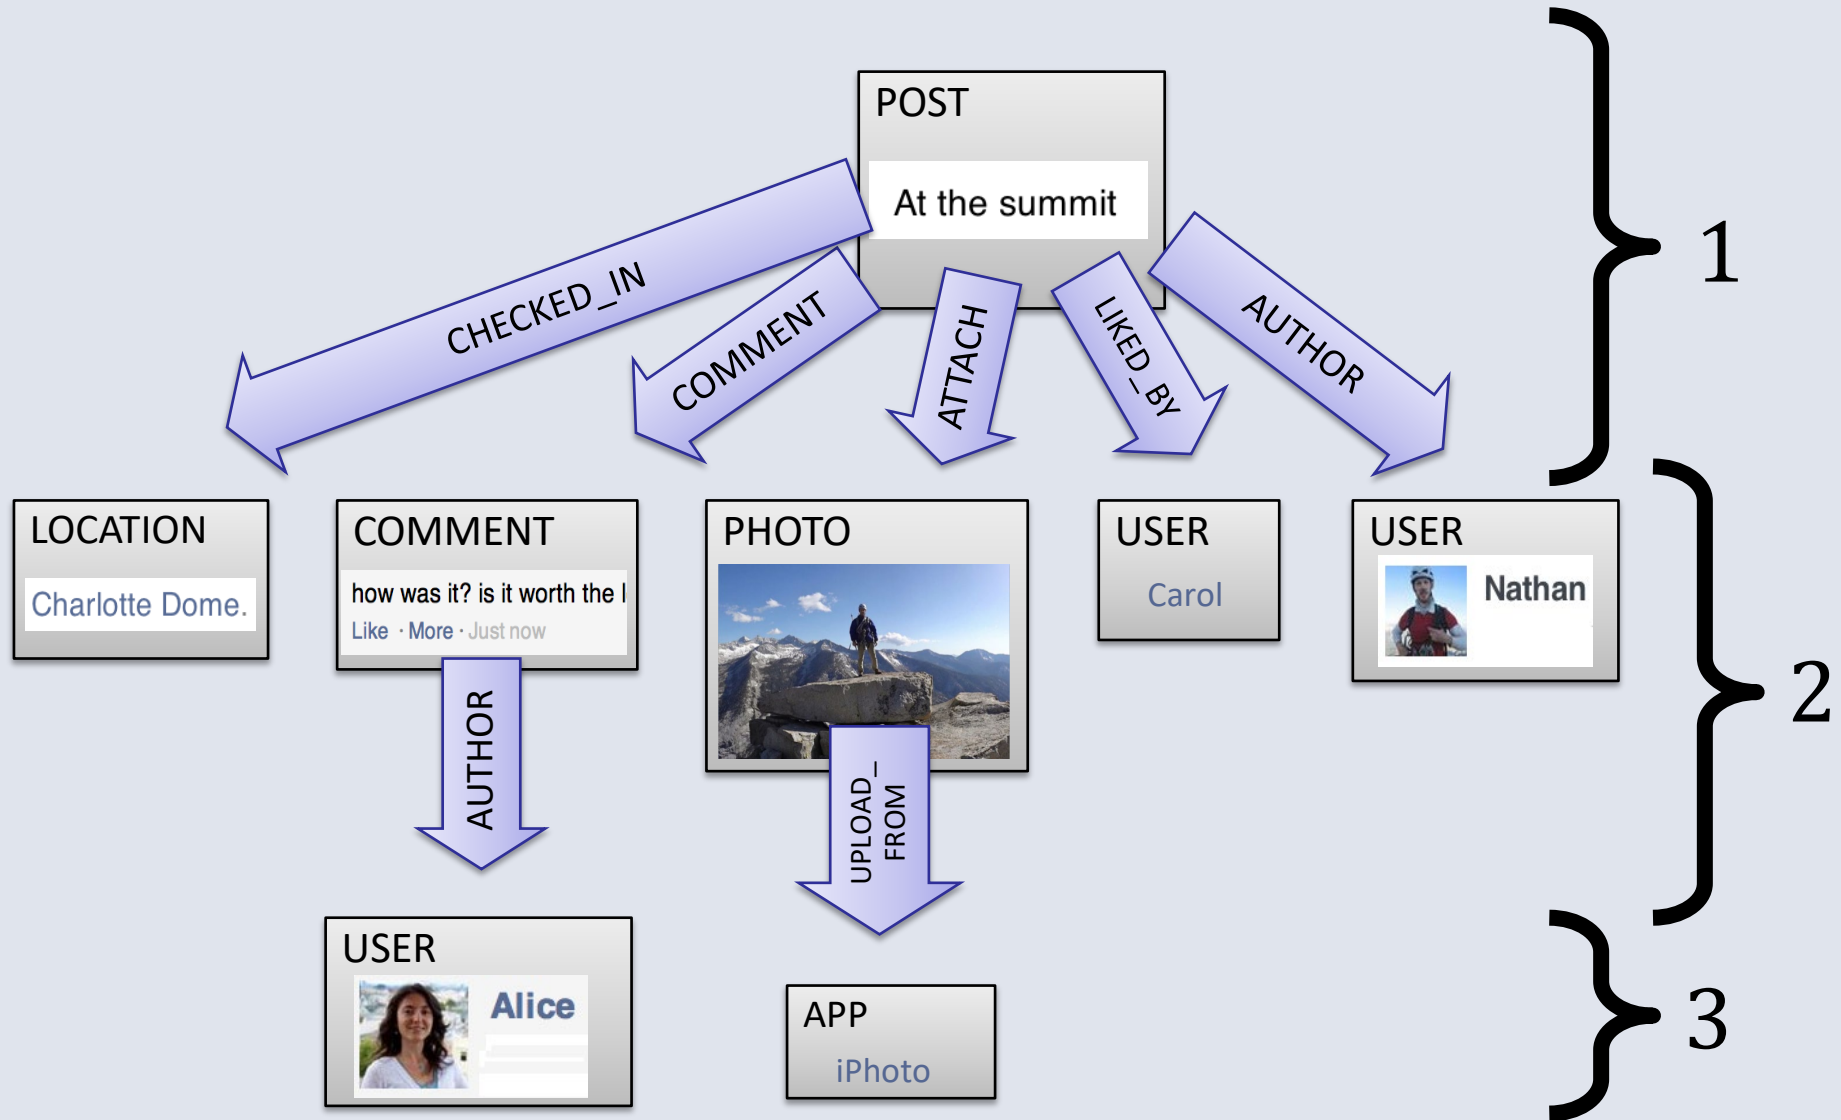 POST
At the summit
CHECKED_IN
COMMENT
ATTACH
LIKED_BY
AUTHOR
1
LOCATION
Charlotte Dome.
COMMENT
how was it? is it worth the
Like · More · Just now
PHOTO
USER
Carol
USER
Nathan
2
AUTHOR
UPLOAD_
FROM
USER
Alice
APP
iPhoto
3